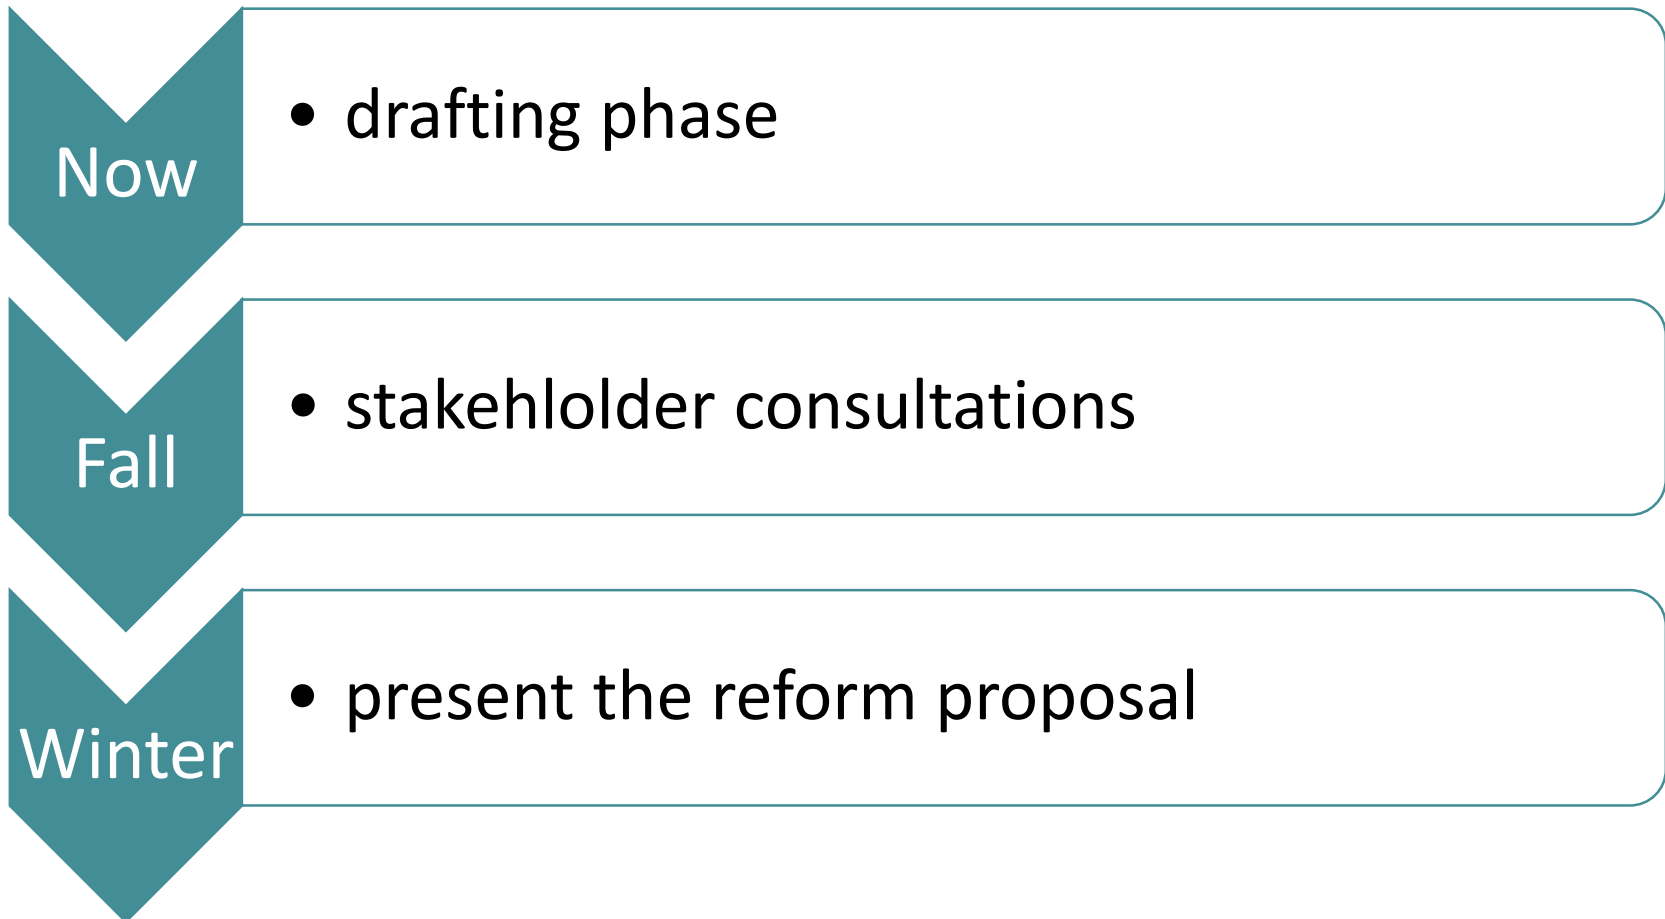 Now
• drafting phase
Fall
• stakehlolder consultations
Winter
• present the reform proposal